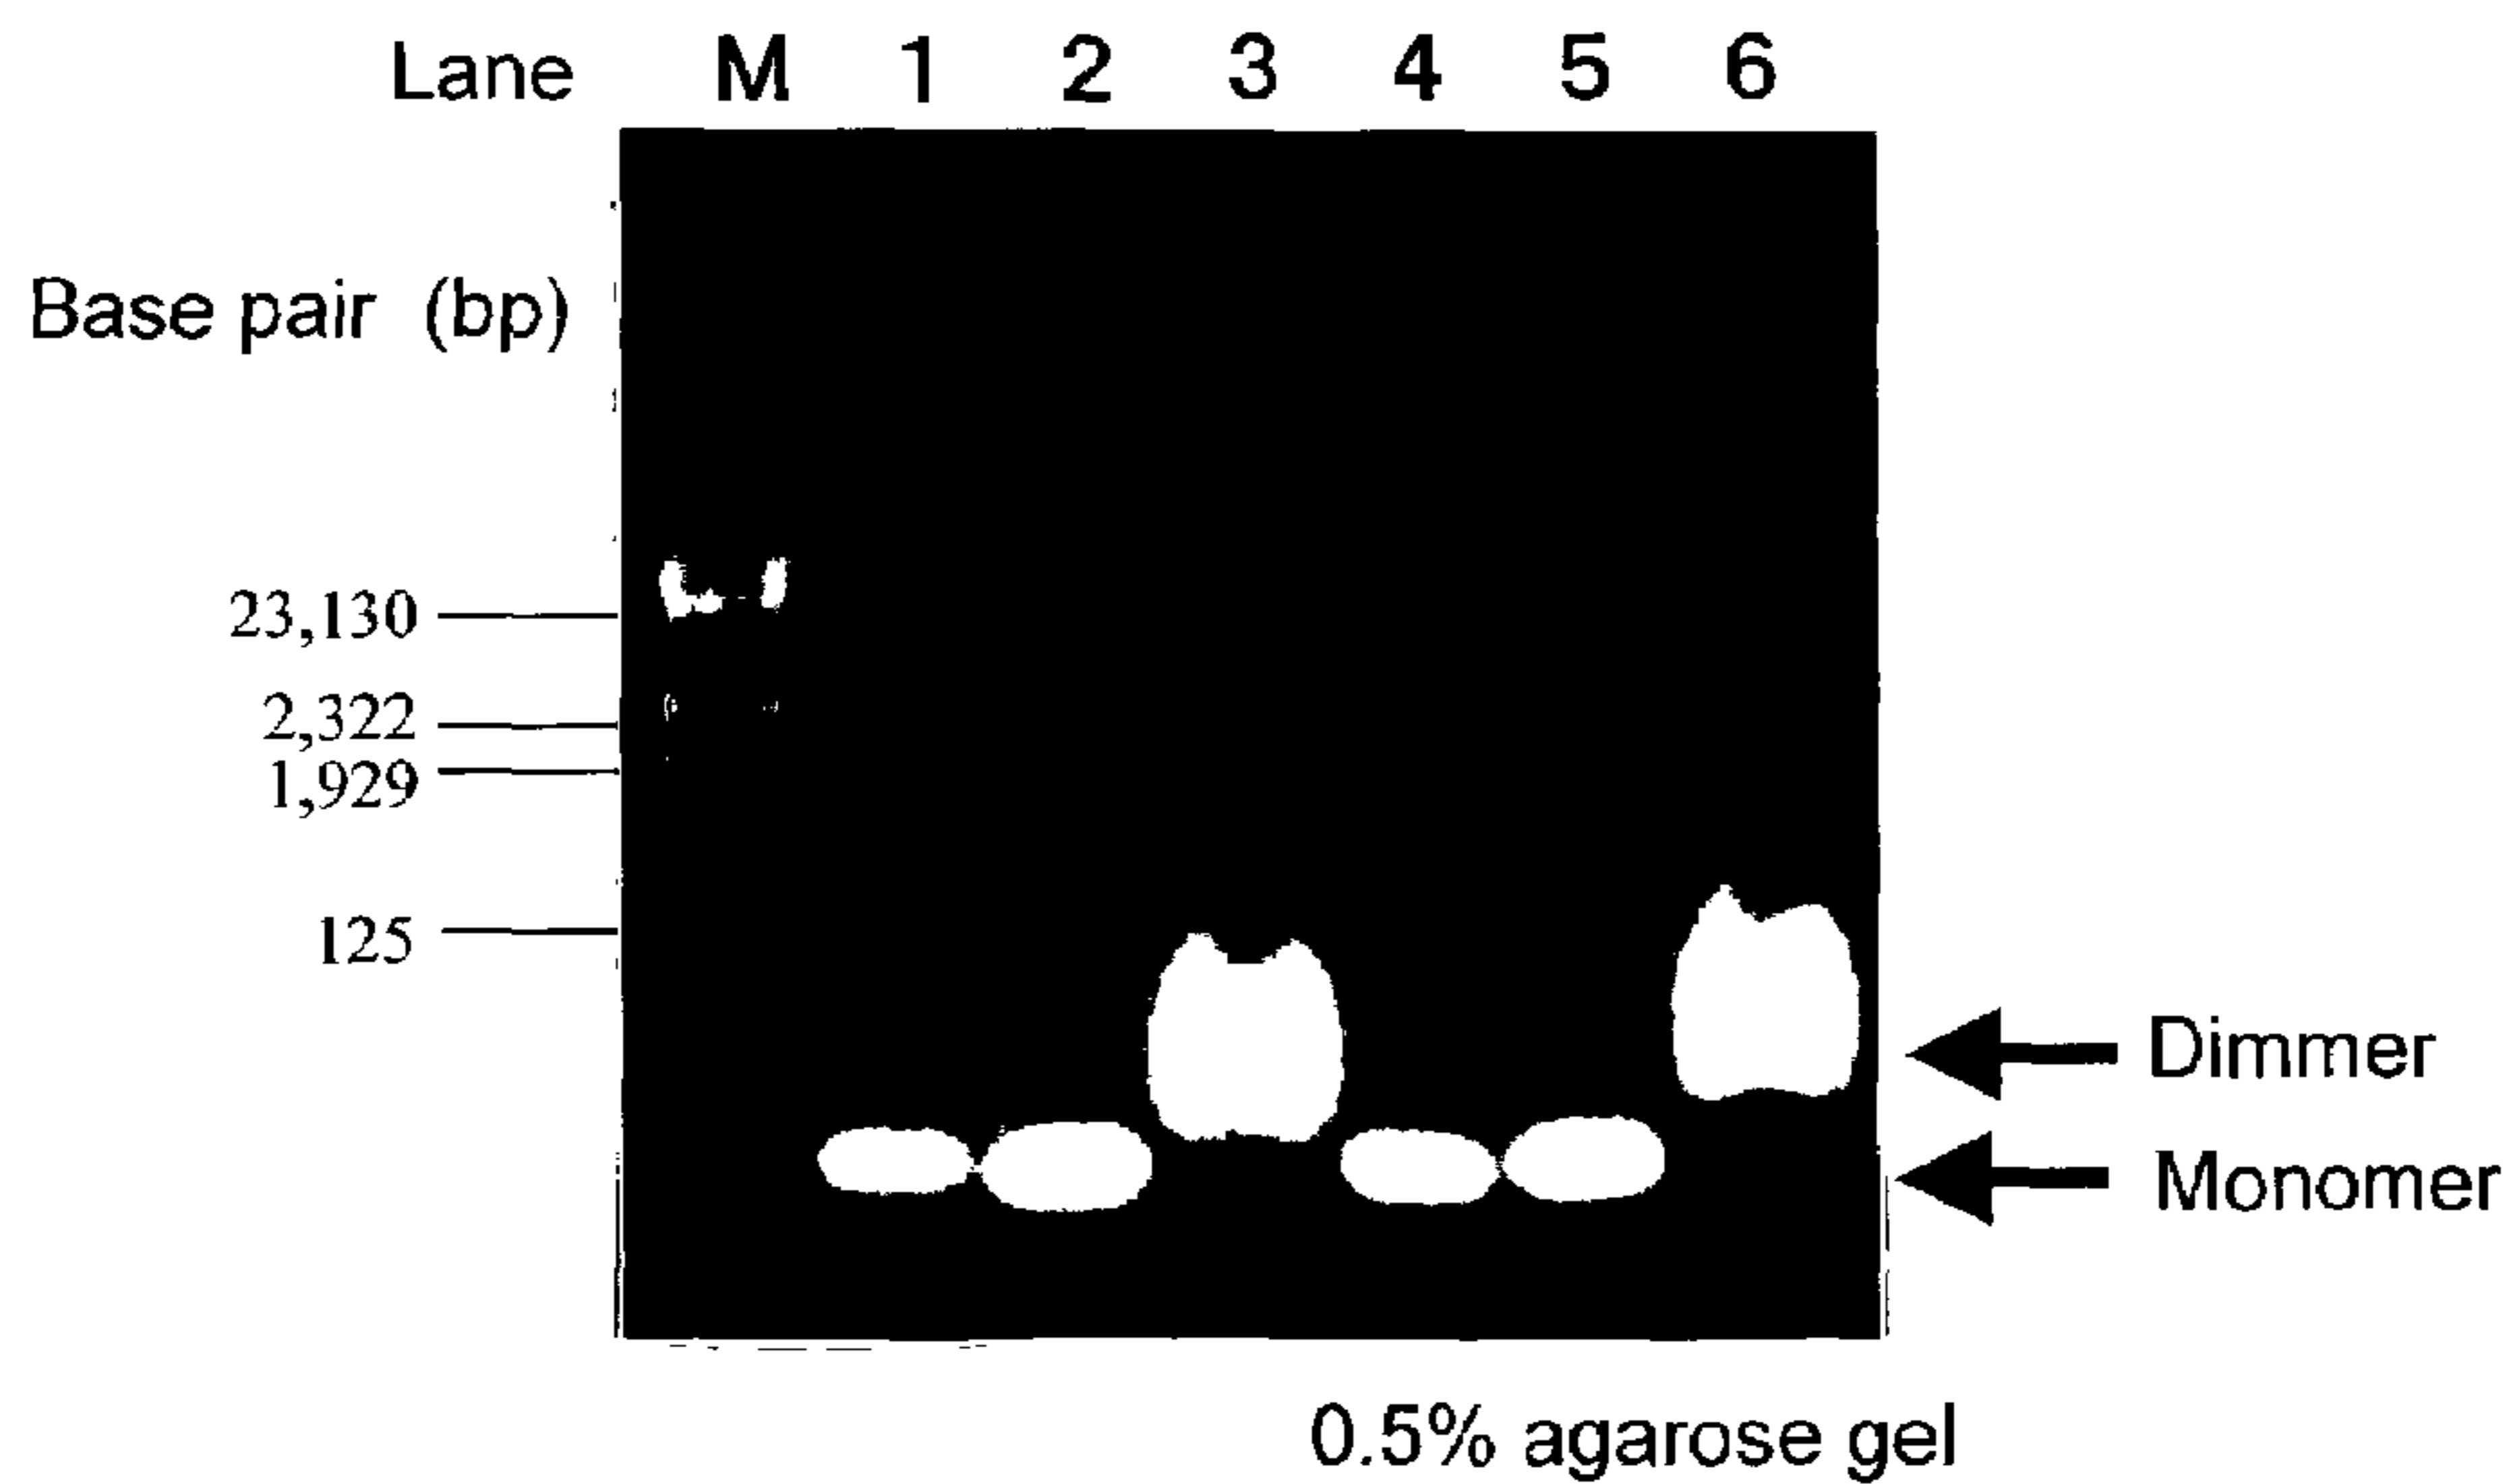 Lane M 1 2 3 4 5 6
Base pair (bp)
23,130
2,322
1,929
125
Dimmer
Monomer
0.5% agarose gel